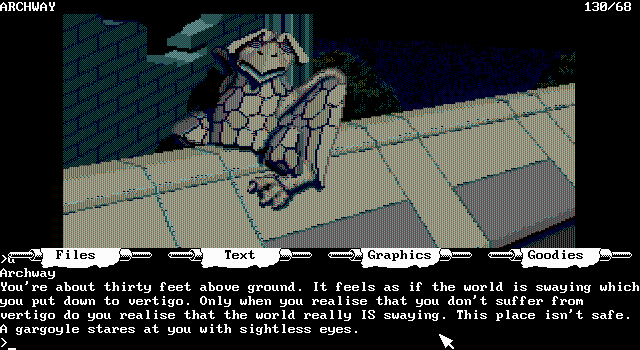 ARCHWAY 130/68
>u
Files Text Graphics Goodies
Archway
You're about thirty feet above ground. It feels as if the world is swaying which
you put down to vertigo. Only when you realise that you don't suffer from
vertigo do you realise that the world really IS swaying. This place isn't safe.
A gargoyle stares at you with sightless eyes.
>_